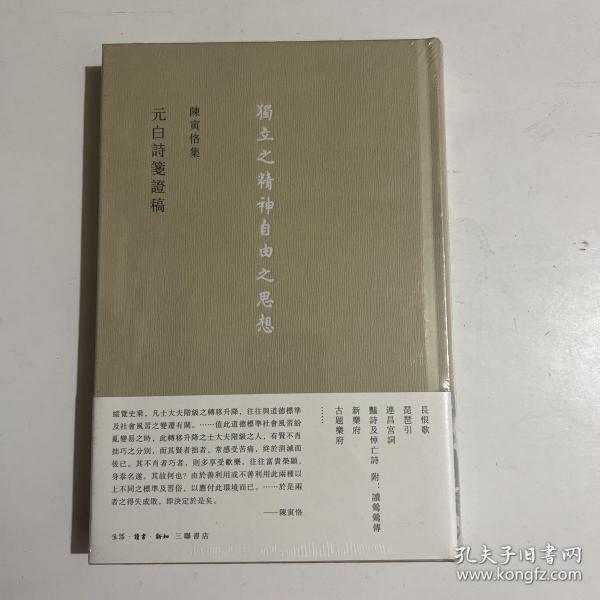 獨立之精神自由之思想
陳寅恪集
元白詩箋證稿
長恨歌
琵琶引
連昌宮詞
豔詩及悼亡詩 附：讀鶯鶯傳
新樂府
古題樂府
……
縱覽史乘，凡士大夫階級之轉移升降，往往與道德標準
及社會風習之變遷有關。……值此道德標準社會風習紛
亂變易之時，此轉移升降之士大夫階級之人，有賢不肖
拙巧之分別，而其賢者拙者，常感受苦痛，終於消滅而
後已。其不肖者巧者，則多享受歡樂，往往富貴榮顯，
身泰名遂。其故何也？由於善利用或不善利用此兩種以
上不同之標準及習俗，以應付此環境而已。……於是兩
者之得失成敗，即決定於是矣。
——陳寅恪
生活·讀書·新知 三聯書店
孔夫子旧书网
www.kongfz.com